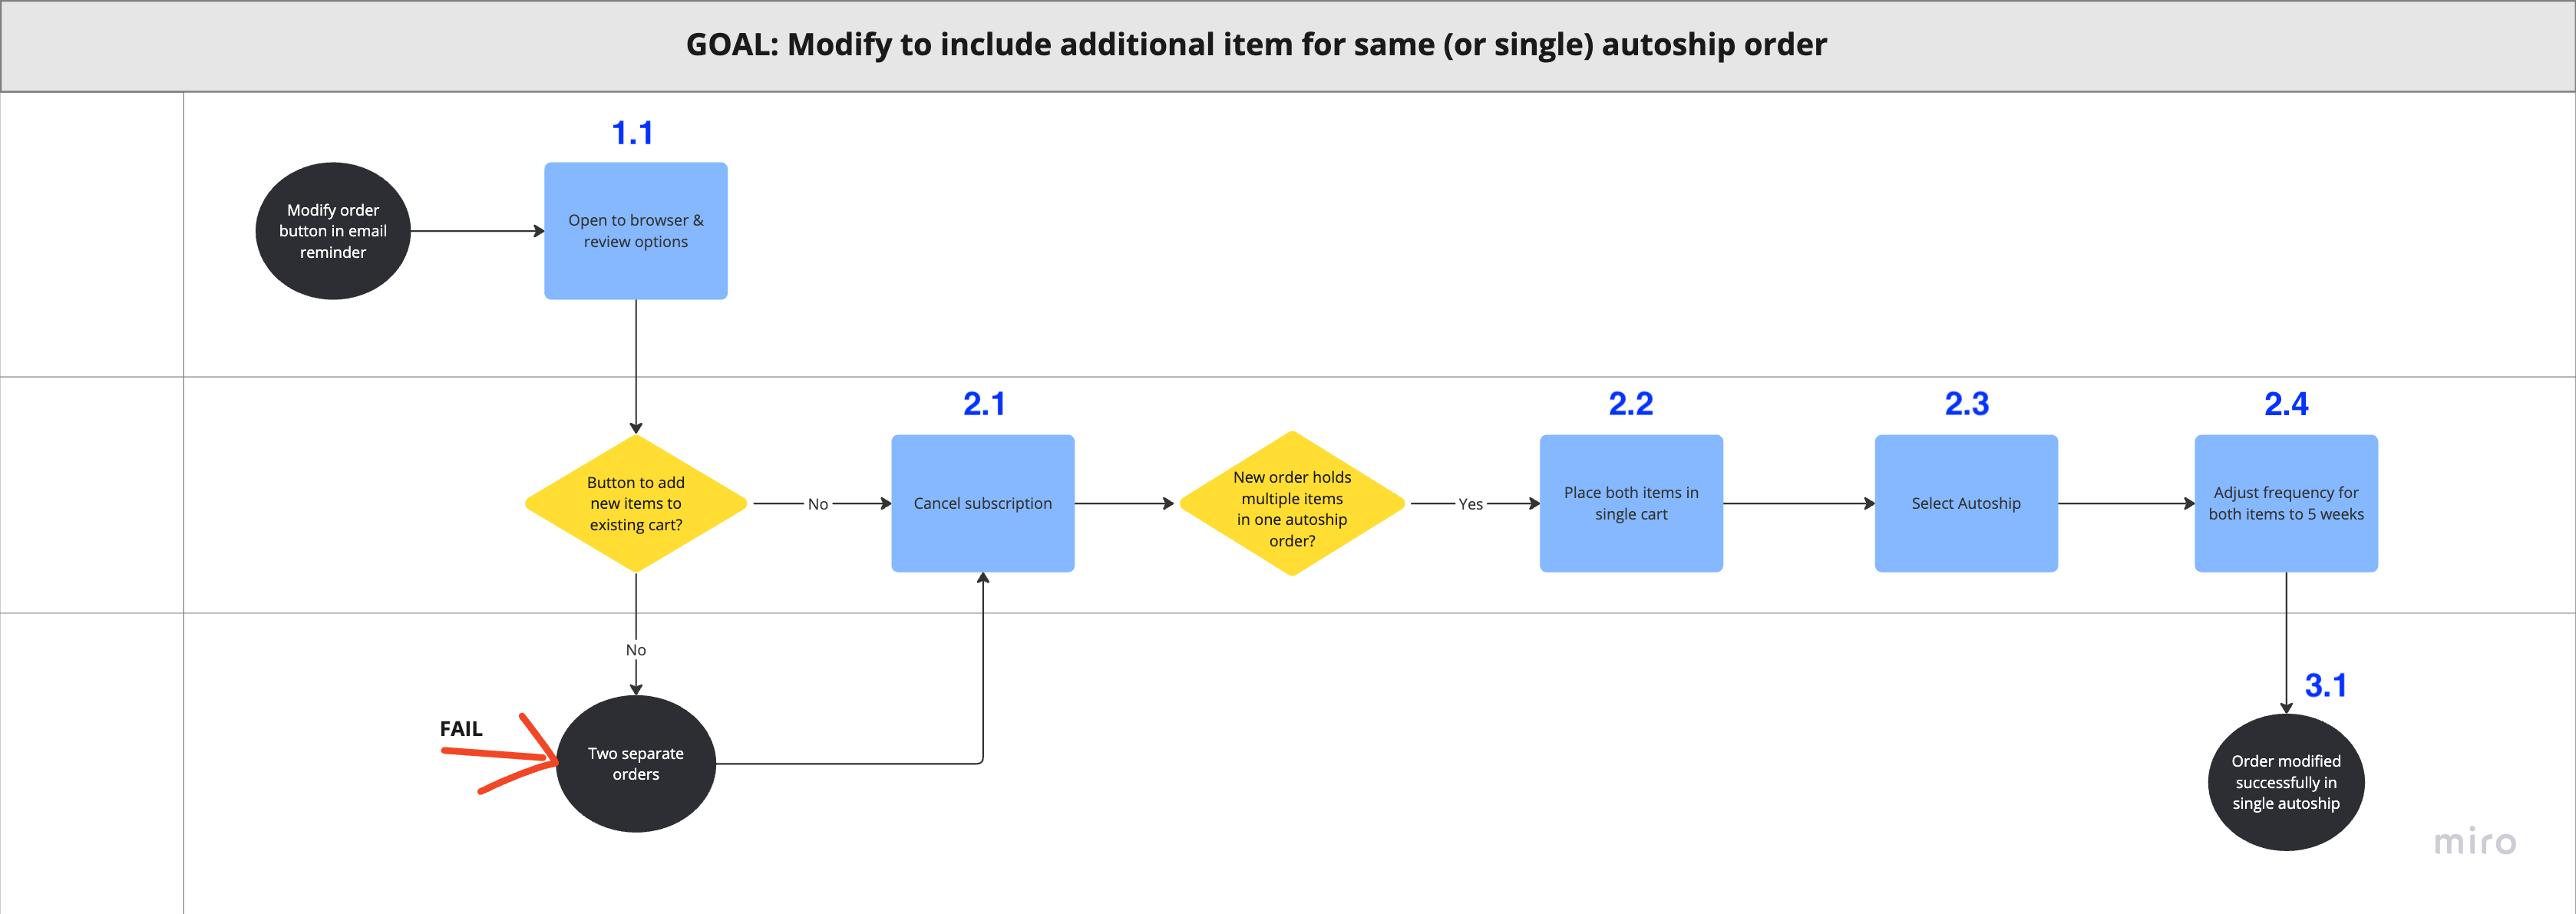 GOAL: Modify to include additional item for same (or single) autoship order
1.1
Modify order
button in email
reminder
Open to browser &
review options
2.1
2.2
2.3
2.4
Button to add
new items to
existing cart?
No
Cancel subscription
New order holds
multiple items
in one autoship
order?
Yes
Place both items in
single cart
Select Autoship
Adjust frequency for
both items to 5 weeks
No
FAIL
Two separate
orders
3.1
Order modified
successfully in
single autoship
miro